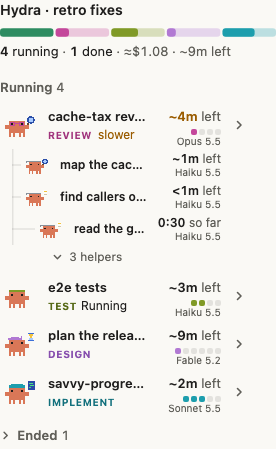 Hydra · retro fixes
4 running · 1 done · ≈$1.08 · ~9m left
Running 4
cache-tax rev... ~4m left
REVIEW slower
Opus 5.5
map the cac... ~1m left
Haiku 5.5
find callers o... <1m left
Haiku 5.5
read the g... 0:30 so far
Haiku 5.5
3 helpers
e2e tests ~3m left
TEST Running
Haiku 5.5
plan the relea... ~9m left
DESIGN
Fable 5.2
savvy-progre... ~2m left
IMPLEMENT
Sonnet 5.5
Ended 1